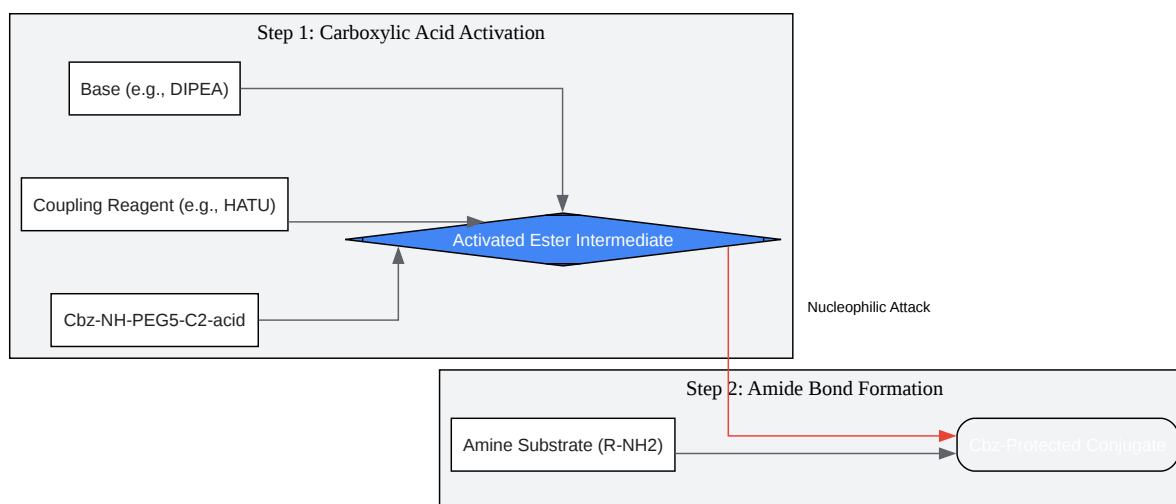 Step 1: Carboxylic Acid Activation
Base (e.g., DIPEA)
Coupling Reagent (e.g., HATU)
Activated Ester Intermediate
Cbz-NH-PEG5-C2-acid
Nucleophilic Attack
Step 2: Amide Bond Formation
Amine Substrate (R-NH2)
Cbz-Protected Conjugate